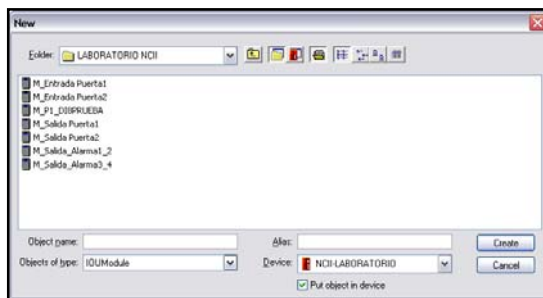 New
Folder: LABORATORIO NCII
M_Entrada Puerta1
M_Entrada Puerta2
M_P1_DI8PRUEBA
M_Salida Puerta1
M_Salida Puerta2
M_Salida_Alarma1_2
M_Salida_Alarma3_4
Object name: Alias: Create
Objects of type: IOUModule Device: NCII-LABORATORIO Cancel
Put object in device